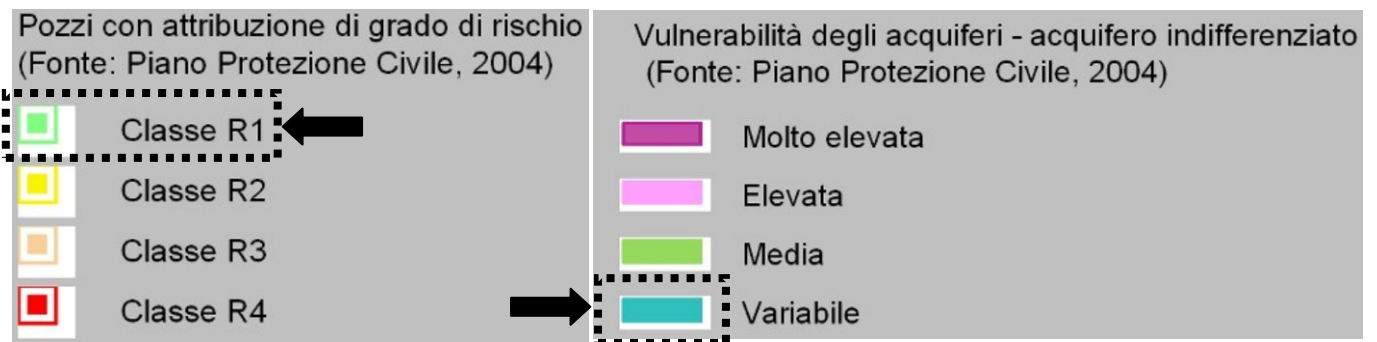 Pozzi con attribuzione di grado di rischio
(Fonte: Piano Protezione Civile, 2004)
Classe R1
Classe R2
Classe R3
Classe R4
Vulnerabilità degli acquiferi - acquifero indifferenziato
(Fonte: Piano Protezione Civile, 2004)
Molto elevata
Elevata
Media
Variabile